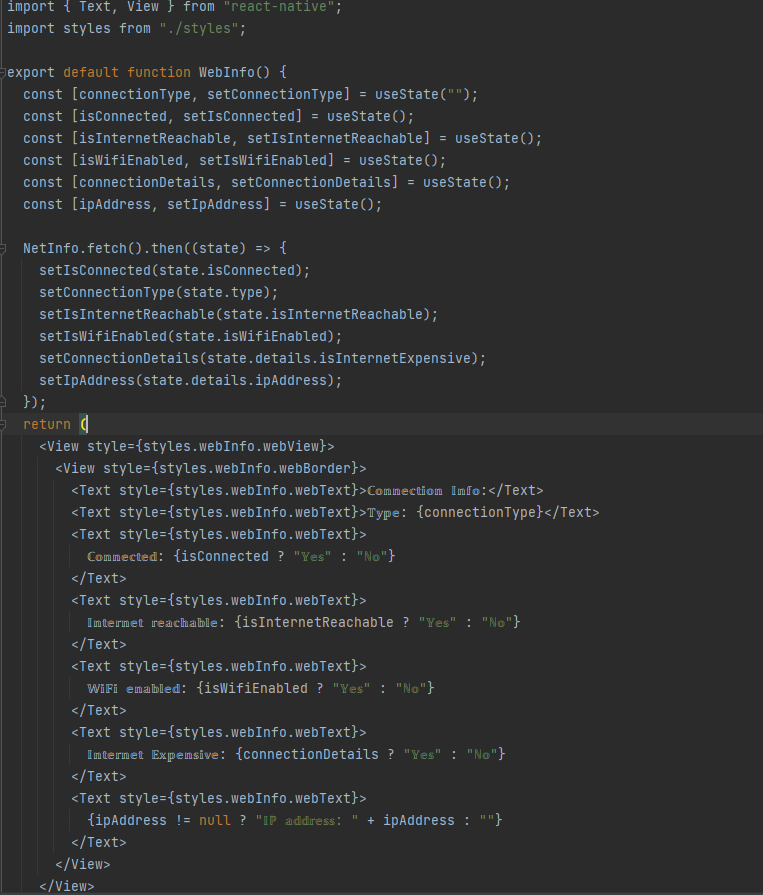 import { Text, View } from "react-native";
import styles from "./styles";
export default function WebInfo() {
const [connectionType, setConnectionType] = useState("");
const [isConnected, setIsConnected] = useState();
const [isInternetReachable, setIsInternetReachable] = useState();
const [isWifiEnabled, setIsWifiEnabled] = useState();
const [connectionDetails, setConnectionDetails] = useState();
const [ipAddress, setIpAddress] = useState();
NetInfo.fetch().then((state) => {
setIsConnected(state.isConnected);
setConnectionType(state.type);
setIsInternetReachable(state.isInternetReachable);
setIsWifiEnabled(state.isWifiEnabled);
setConnectionDetails(state.details.isInternetExpensive);
setIpAddress(state.details.ipAddress);
});
return (
<View style={styles.webInfo.webView}>
<View style={styles.webInfo.webBorder}>
<Text style={styles.webInfo.webText}>ℂ𝕠𝕟𝕟𝕖𝕔𝕥𝕚𝕠𝕟 𝕀𝕟𝕗𝕠:</Text>
<Text style={styles.webInfo.webText}>𝕋𝕪𝕡𝕖: {connectionType}</Text>
<Text style={styles.webInfo.webText}>
ℂ𝕠𝕟𝕟𝕖𝕔𝕥𝕖𝕕: {isConnected ? "𝕐𝕖𝕤" : "ℕ𝕠"}
</Text>
<Text style={styles.webInfo.webText}>
𝕀𝕟𝕥𝕖𝕣𝕟𝕖𝕥 𝕣𝕖𝕒𝕔𝕙𝕒𝕓𝕝𝕖: {isInternetReachable ? "𝕐𝕖𝕤" : "ℕ𝕠"}
</Text>
<Text style={styles.webInfo.webText}>
𝕎𝕚𝔽𝕚 𝕖𝕟𝕒𝕓𝕝𝕖𝕕: {isWifiEnabled ? "𝕐𝕖𝕤" : "ℕ𝕠"}
</Text>
<Text style={styles.webInfo.webText}>
𝕀𝕟𝕥𝕖𝕣𝕟𝕖𝕥 𝔼𝕩𝕡𝕖𝕟𝕤𝕚𝕧𝕖: {connectionDetails ? "𝕐𝕖𝕤" : "ℕ𝕠"}
</Text>
<Text style={styles.webInfo.webText}>
{ipAddress != null ? "𝕀ℙ 𝕒𝕕𝕕𝕣𝕖𝕤𝕤: " + ipAddress : ""}
</Text>
</View>
</View>